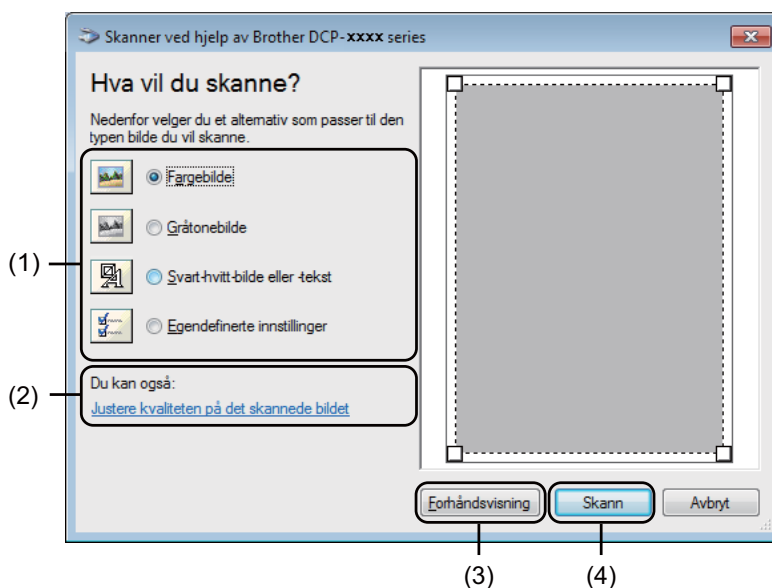 Skanner ved hjelp av Brother DCP-xxxx series
Hva vil du skanne?
Nedenfor velger du et alternativ som passer til den
typen bilde du vil skanne.
Fargebilde
Gråtonebilde
(1)
Svart-hvitt-bilde eller -tekst
Egendefinerte innstillinger
Du kan også:
(2)
Justere kvaliteten på det skannede bildet
Forhåndsvisning
Skann
Avbryt
(3)
(4)